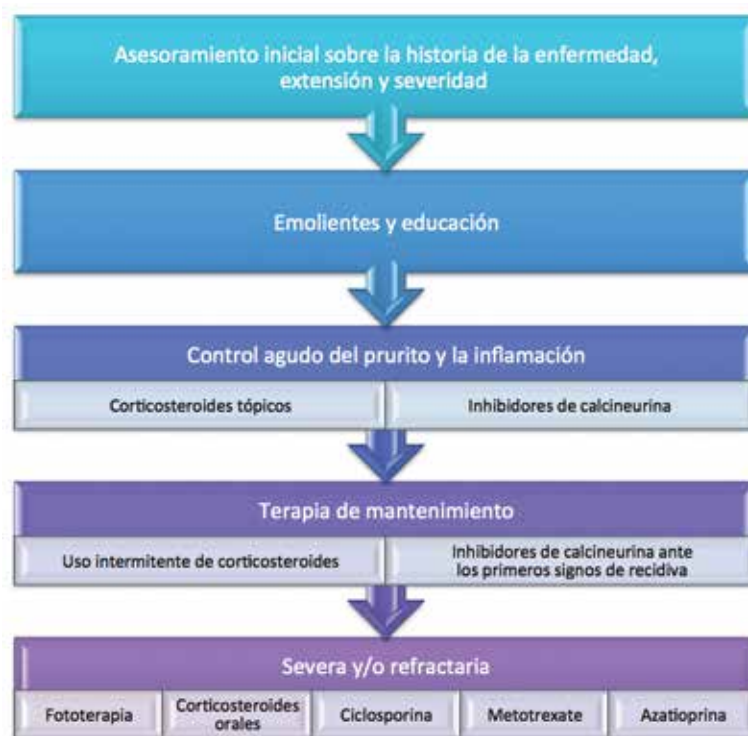 Asesoramiento inicial sobre la historia de la enfermedad,
extensión y severidad
Emolientes y educación
Control agudo del prurito y la inflamación
Corticosteroides tópicos
Inhibidores de calcineurina
Terapia de mantenimiento
Uso intermitente de corticosteroides
Inhibidores de calcineurina ante
los primeros signos de recidiva
Severa y/o refractaria
Fototerapia
Corticosteroides
orales
Ciclosporina
Metotrexate
Azatioprina